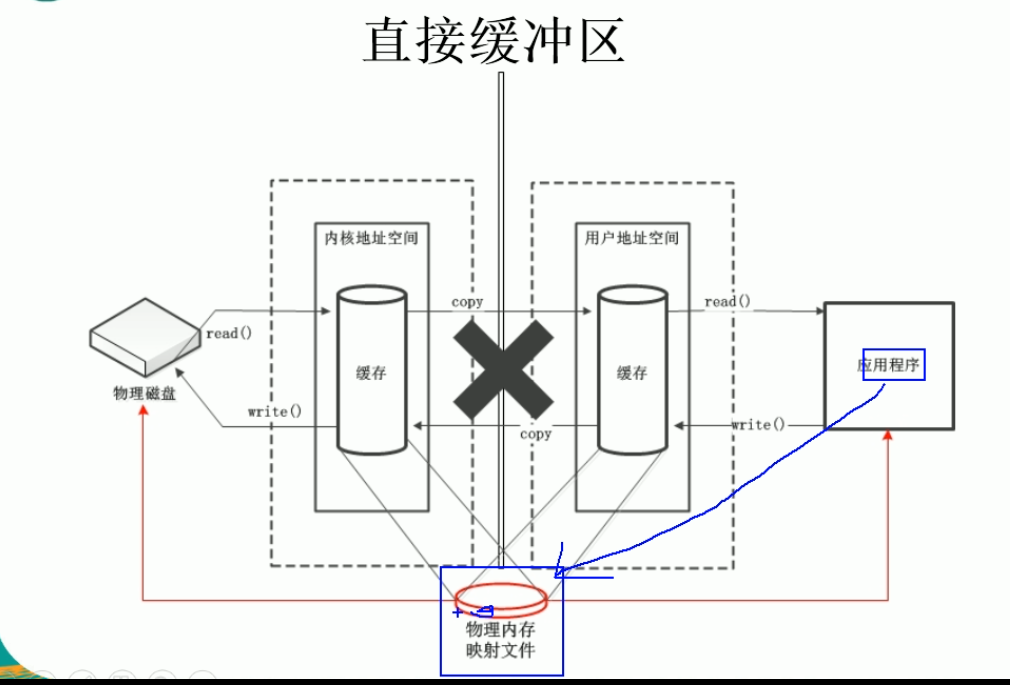 直接缓冲区
内核地址空间
用户地址空间
copy
read()
read()
缓存
缓存
应用程序
物理磁盘
write()
write()
copy
物理内存
映射文件